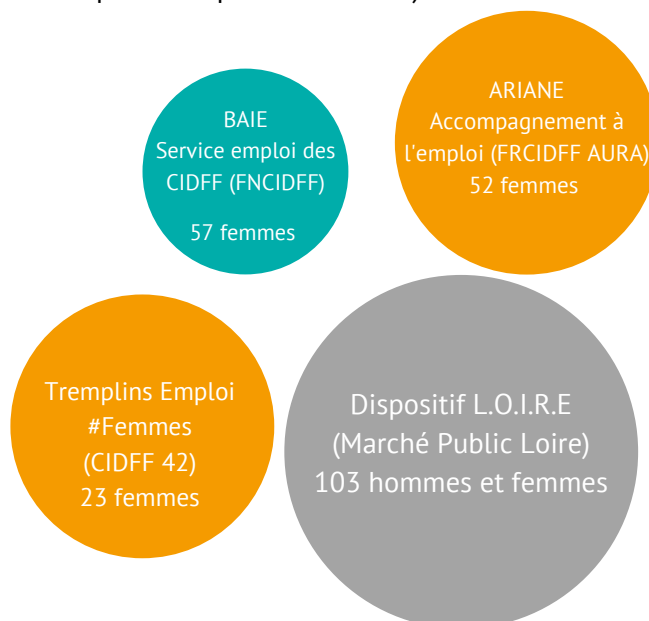 BAIE
Service emploi des
CIDFF (FNCIDFF)
57 femmes
ARIANE
Accompagnement à
l'emploi (FRCIDFF AURA)
52 femmes
Tremplins Emploi
#Femmes
(CIDFF 42)
23 femmes
Dispositif L.O.I.R.E
(Marché Public Loire)
103 hommes et femmes